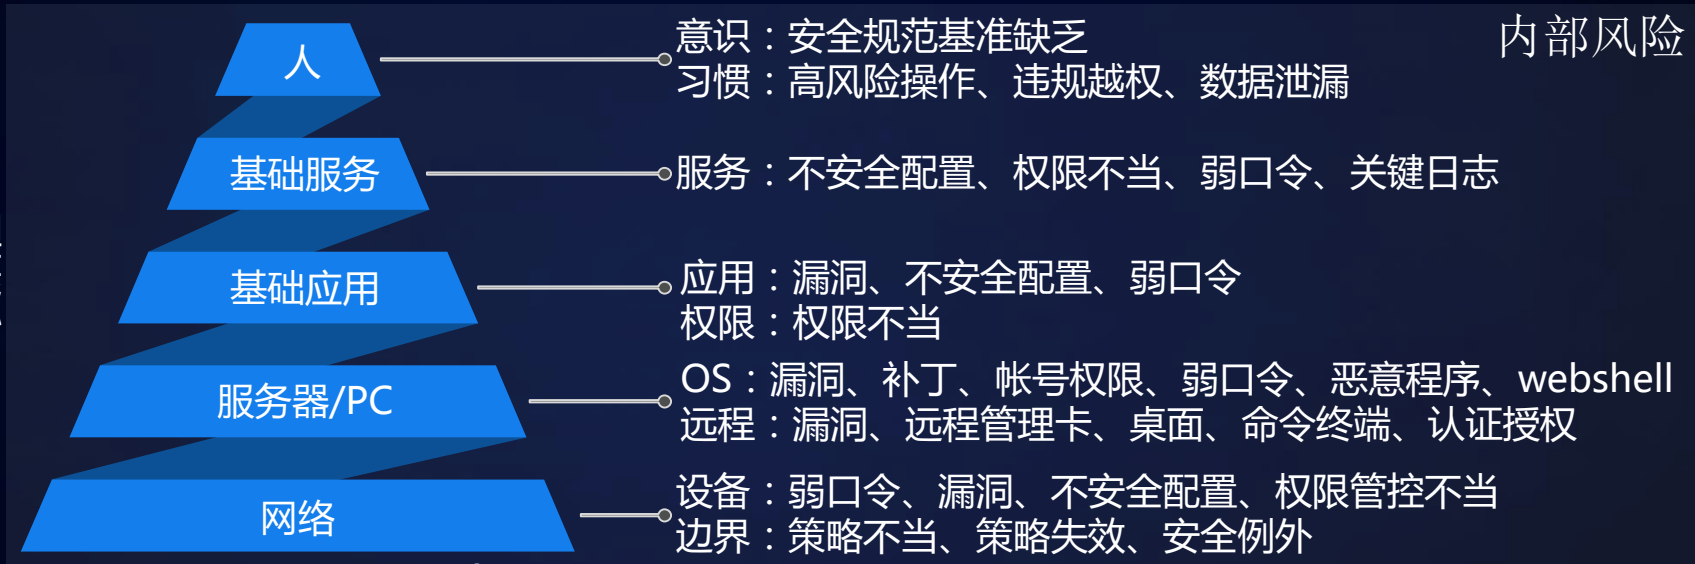 内部风险
人
意识：安全规范基准缺乏
习惯：高风险操作、违规越权、数据泄漏
基础服务
服务：不安全配置、权限不当、弱口令、关键日志
基础应用
应用：漏洞、不安全配置、弱口令
权限：权限不当
服务器/PC
OS：漏洞、补丁、帐号权限、弱口令、恶意程序、webshell
远程：漏洞、远程管理卡、桌面、命令终端、认证授权
网络
设备：弱口令、漏洞、不安全配置、权限管控不当
边界：策略不当、策略失效、安全例外